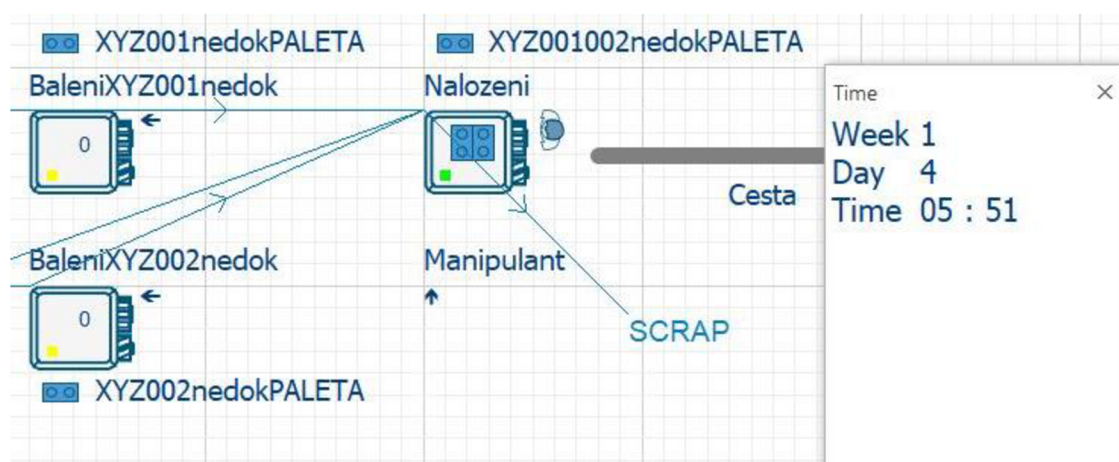 XYZ001nedokPALETA
XYZ001002nedokPALETA
BaleniXYZ001nedok
Nalozeni
0
Cesta
Time
Week 1
Day 4
Time 05 : 51
BaleniXYZ002nedok
Manipulant
0
SCRAP
XYZ002nedokPALETA